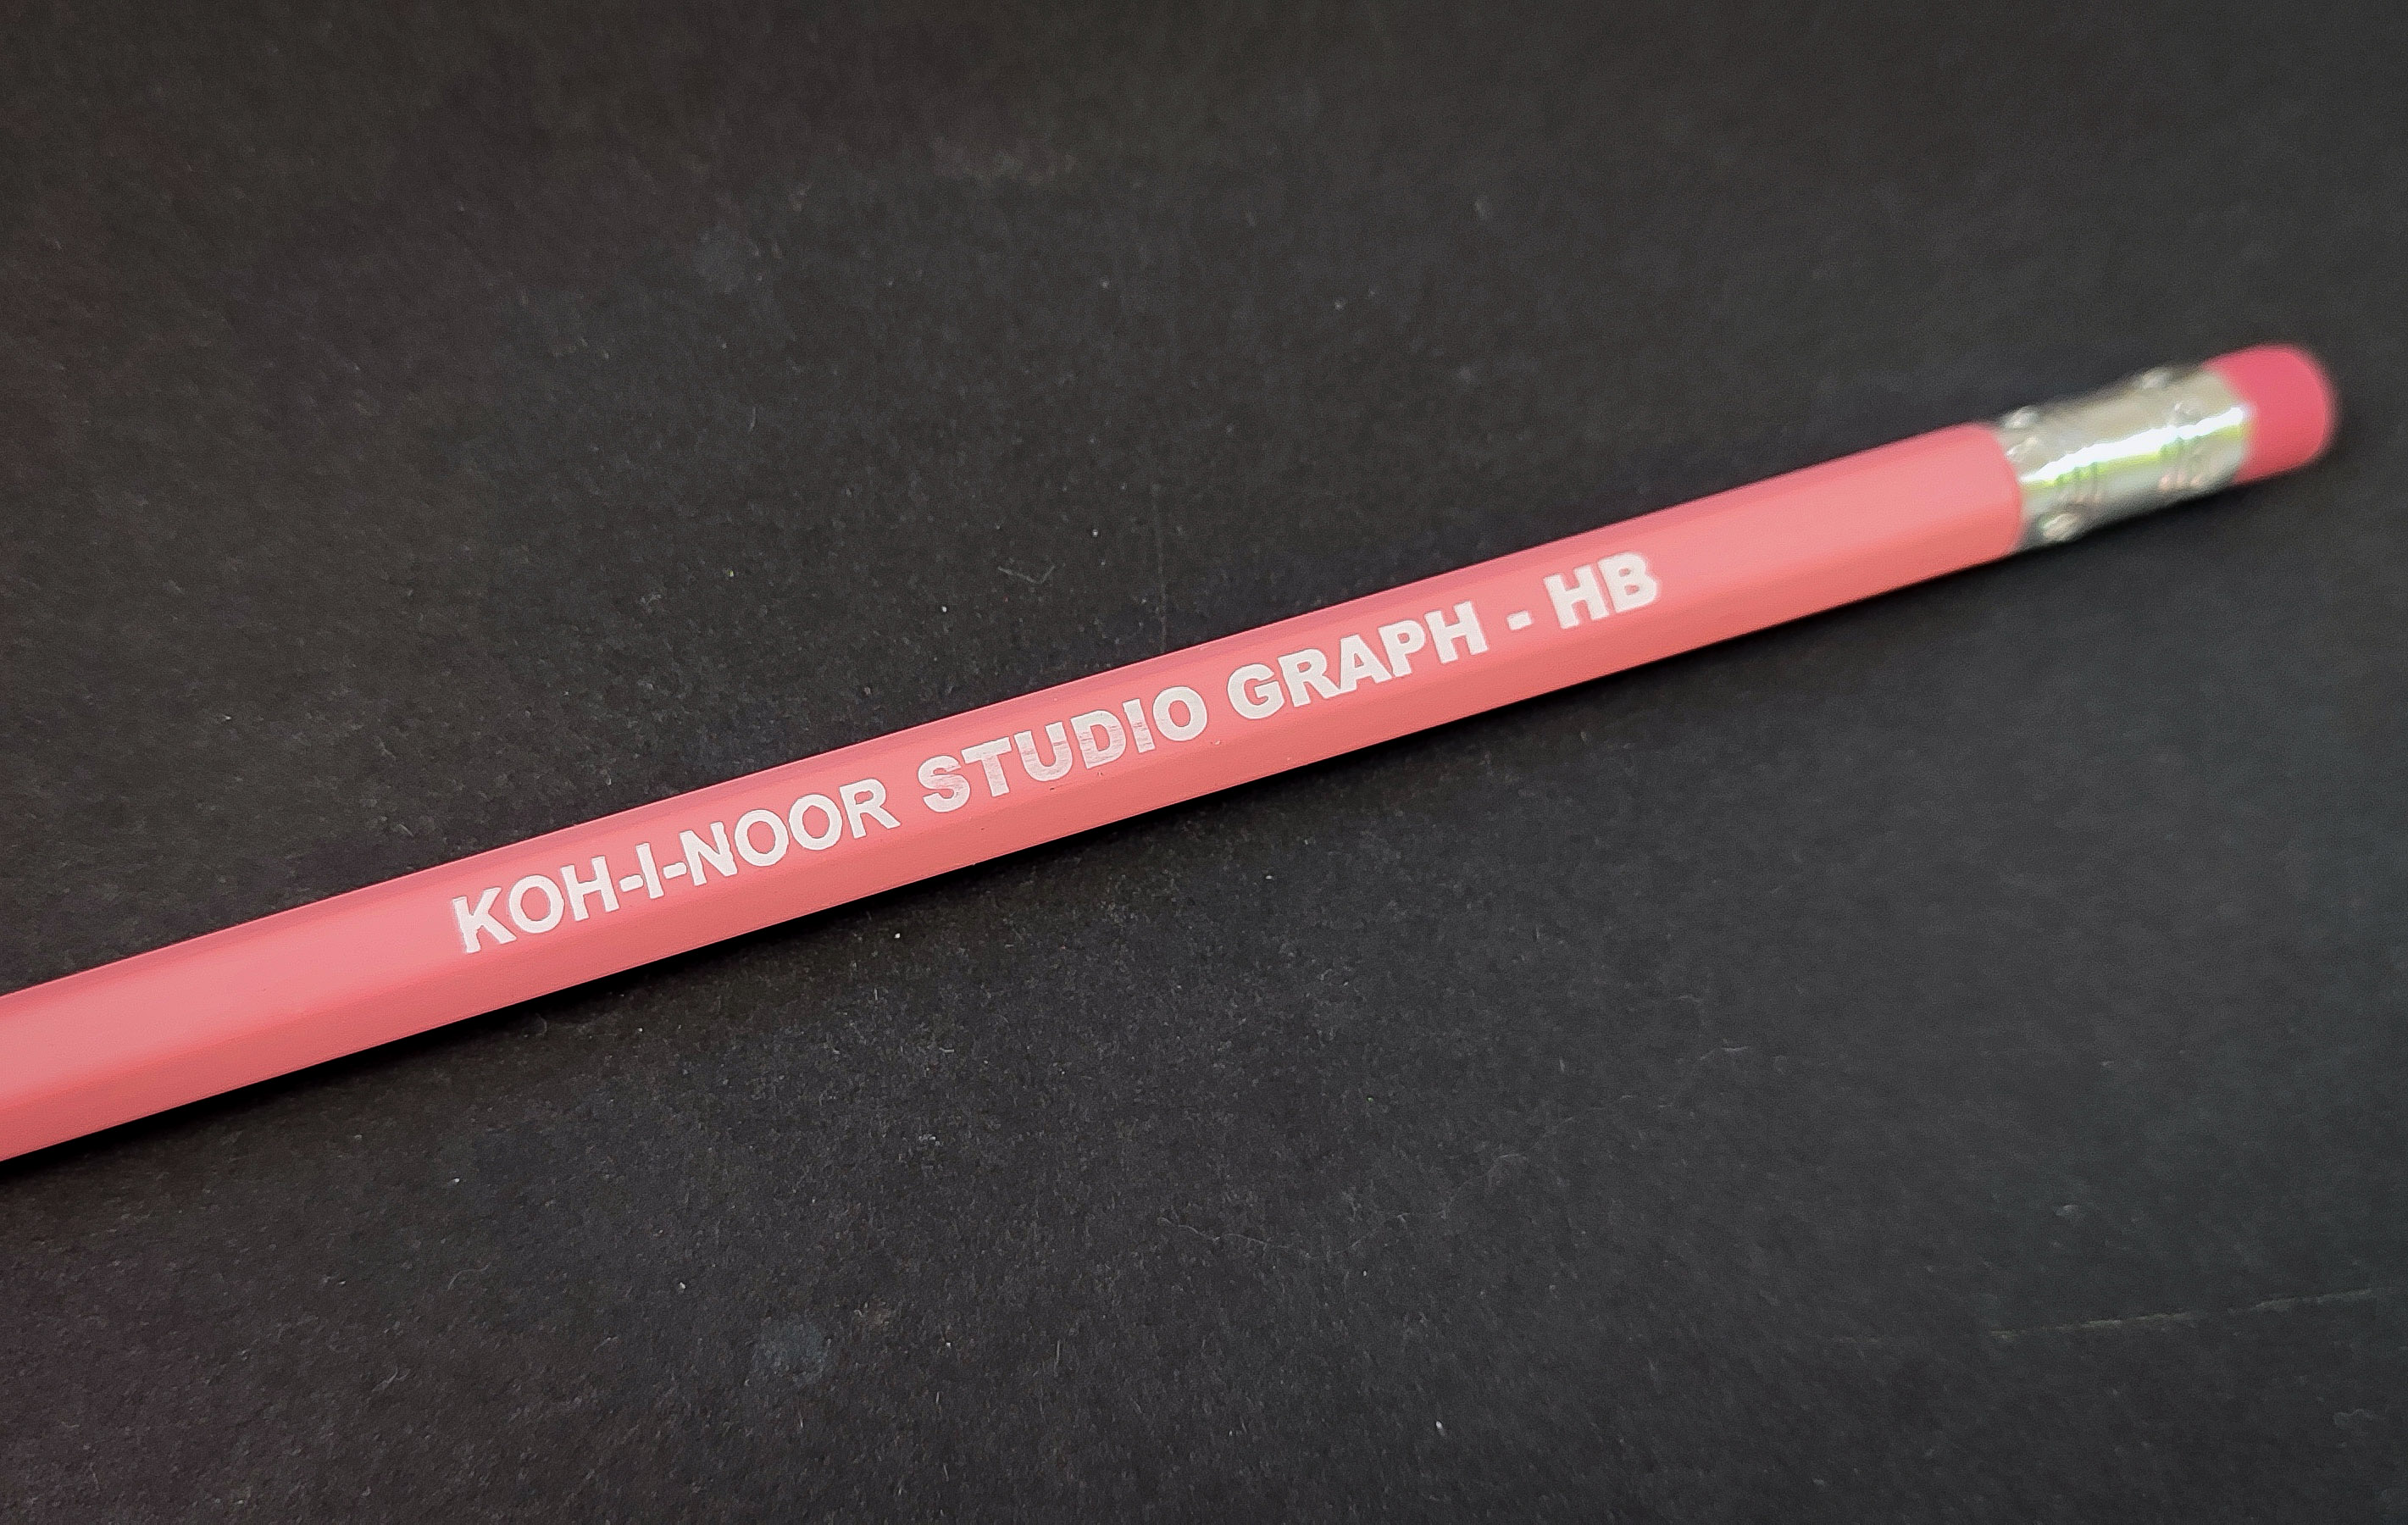 KOH-I-NOOR STUDIO GRAPH - HB